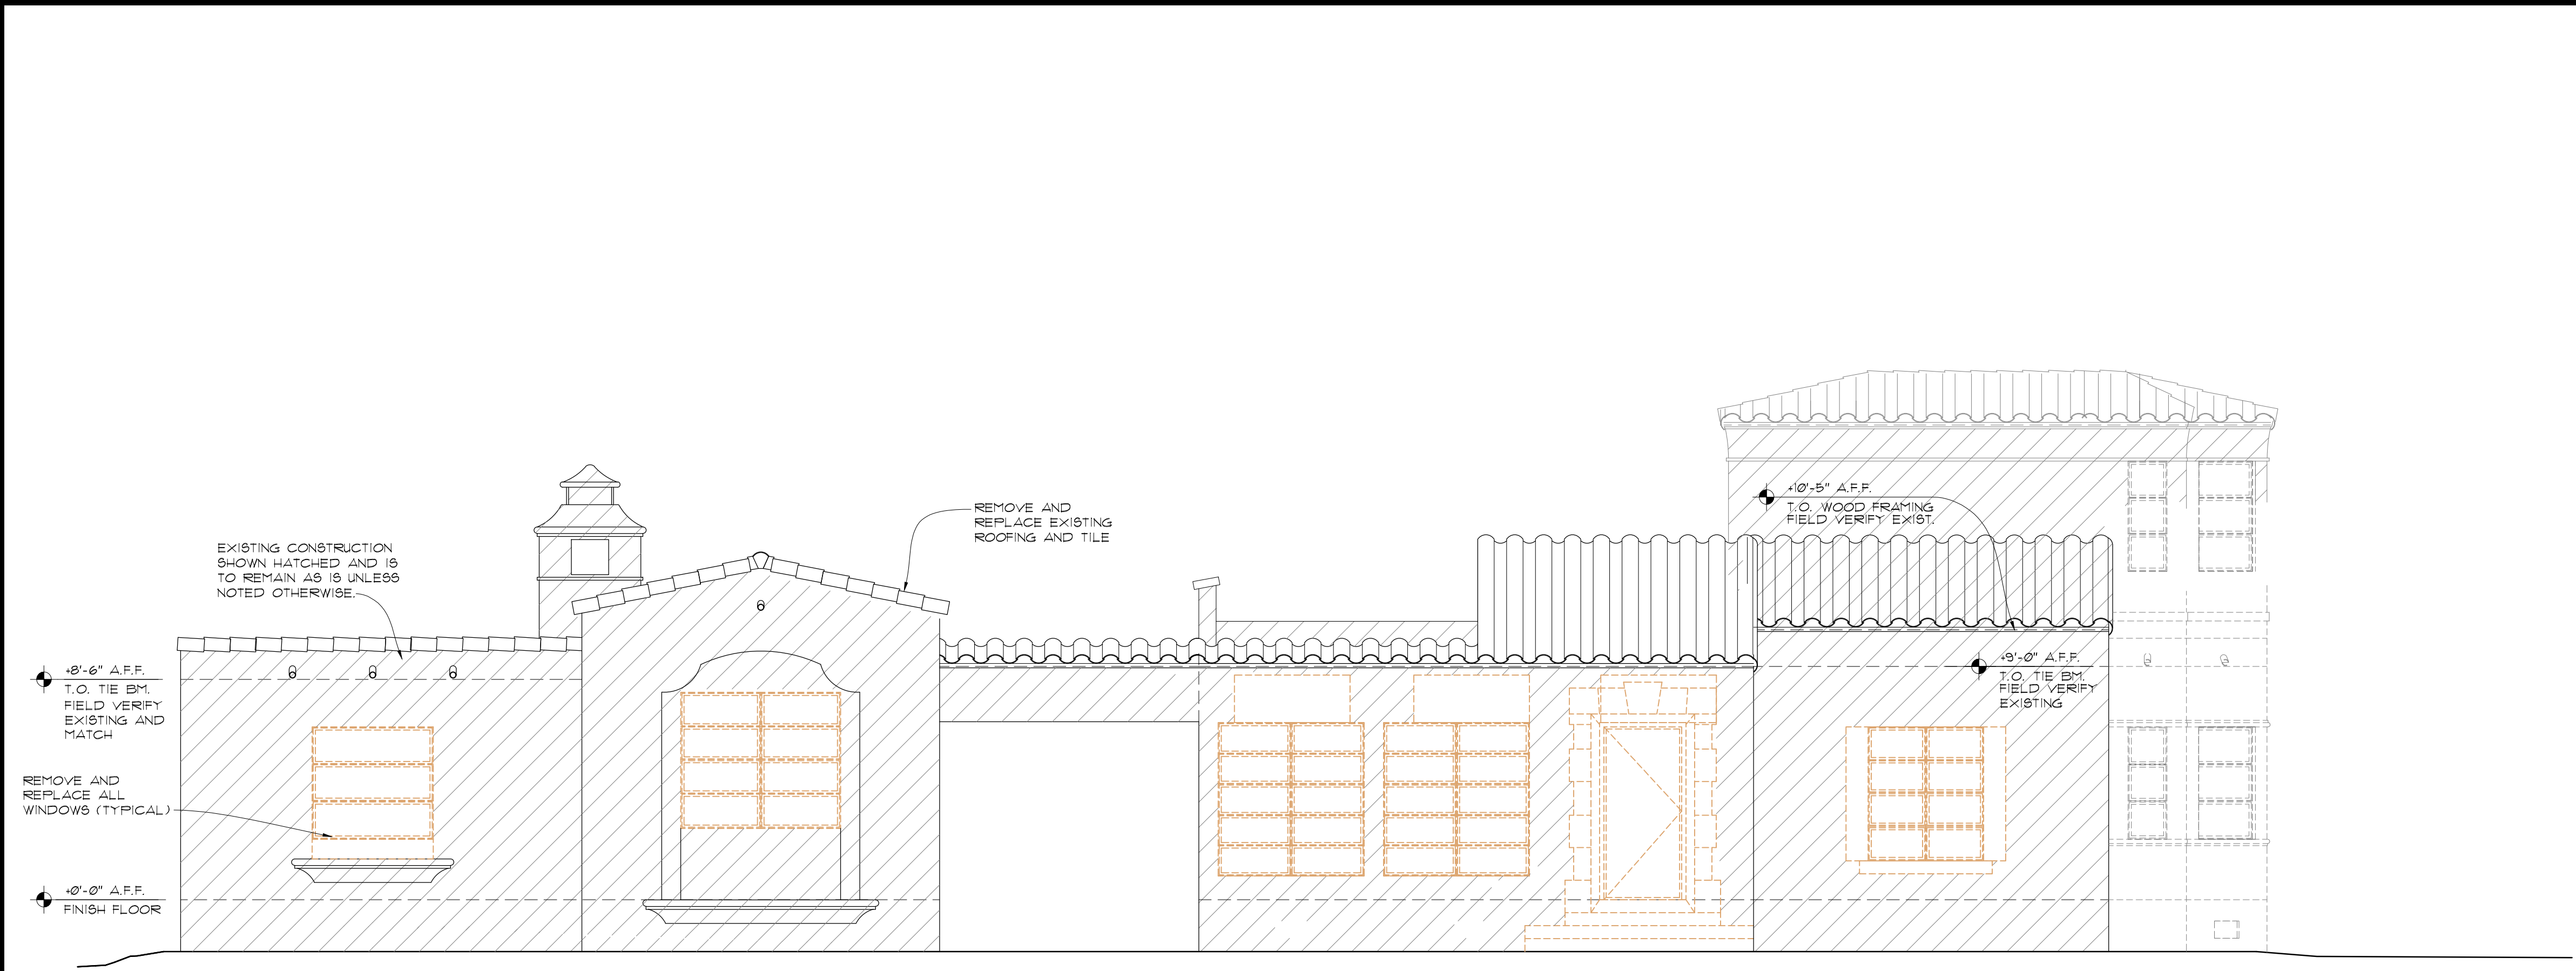 REMOVE AND
REPLACE EXISTING
ROOFING AND TILE
EXISTING CONSTRUCTION
SHOWN HATCHED AND IS
TO REMAIN AS IS UNLESS
NOTED OTHERWISE.
+10'-5" A.F.F.
T.O. WOOD FRAMING
FIELD VERIFY EXIST.
+8'-6" A.F.F.
T.O. TIE BM.
FIELD VERIFY
EXISTING AND
MATCH
+9'-0" A.F.F.
T.O. TIE BM.
FIELD VERIFY
EXISTING
REMOVE AND
REPLACE ALL
WINDOWS (TYPICAL)
+0'-0" A.F.F.
FINISH FLOOR